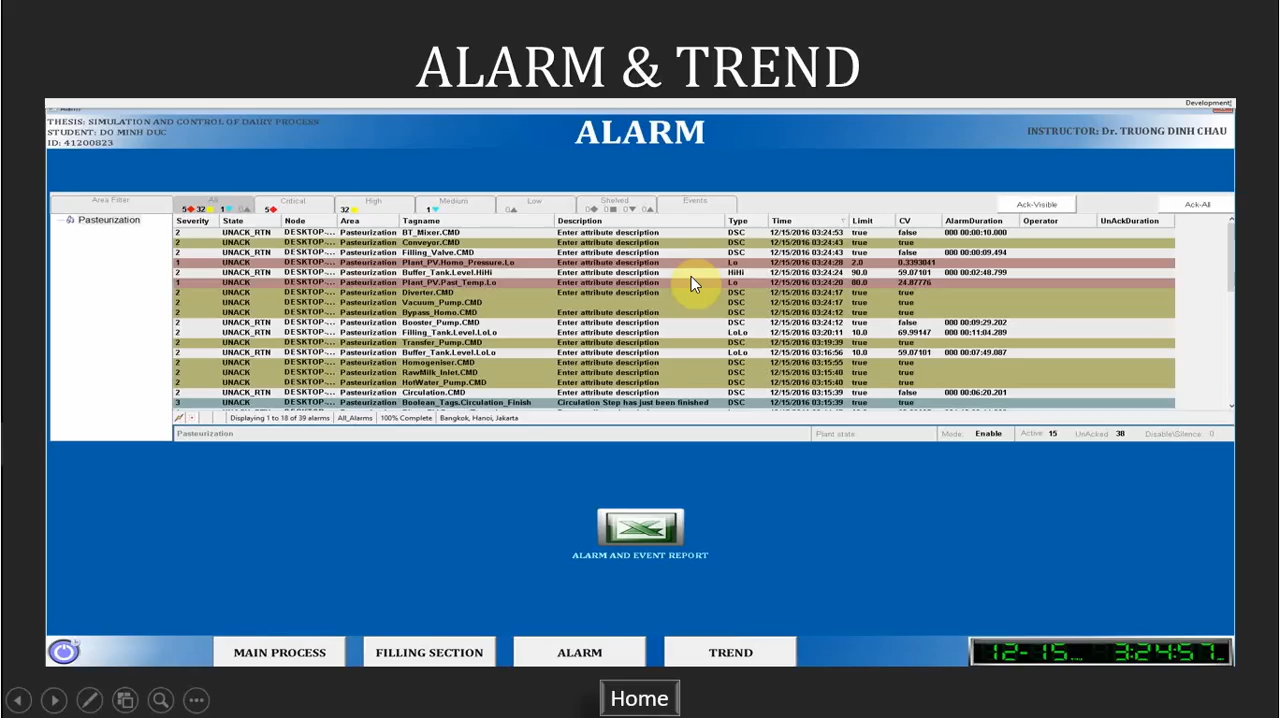 ALARM & TREND
Development
THESIS: SIMULATION AND CONTROL OF DAIRY PROCESS
STUDENT: DO MINH DUC
ID: 41200823
ALARM
INSTRUCTOR: Dr. TRUONG DINH CHAU
Area Filter All Critical High Medium Low Shelved Events
5 32 1 0 5 32 1 0 0 0 0 0 Ack-Visible Ack-All
Pasteurization
Severity State Node Area Tagname Description Type Time Limit CV AlarmDuration Operator UnAckDuration
2 UNACK_RTN DESKTOP-... Pasteurization BT_Mixer.CMD Enter attribute description DSC 12/15/2016 03:24:53 true false 000 00:00:10.000
2 UNACK DESKTOP-... Pasteurization Conveyor.CMD Enter attribute description DSC 12/15/2016 03:24:43 true true
2 UNACK_RTN DESKTOP-... Pasteurization Filling_Valve.CMD Enter attribute description DSC 12/15/2016 03:24:43 true false 000 00:00:09.494
1 UNACK DESKTOP-... Pasteurization Plant_PV.Homo_Pressure.Lo Enter attribute description Lo 12/15/2016 03:24:28 2.0 0.3393841
2 UNACK_RTN DESKTOP-... Pasteurization Buffer_Tank.Level.HiHi Enter attribute description HiHi 12/15/2016 03:24:24 90.0 59.07101 000 00:02:48.799
1 UNACK DESKTOP-... Pasteurization Plant_PV.Past_Temp.Lo Enter attribute description Lo 12/15/2016 03:24:20 80.0 24.87776
2 UNACK DESKTOP-... Pasteurization Diverter.CMD Enter attribute description DSC 12/15/2016 03:24:17 true true
2 UNACK DESKTOP-... Pasteurization Vacuum_Pump.CMD DSC 12/15/2016 03:24:12 true true
2 UNACK DESKTOP-... Pasteurization Bypass_Homo.CMD Enter attribute description DSC 12/15/2016 03:24:12 true true
2 UNACK_RTN DESKTOP-... Pasteurization Booster_Pump.CMD Enter attribute description DSC 12/15/2016 03:24:12 true false 000 00:09:29.202
2 UNACK_RTN DESKTOP-... Pasteurization Filling_Tank.Level.LoLo Enter attribute description LoLo 12/15/2016 03:20:11 10.0 69.99147 000 00:11:04.289
2 UNACK DESKTOP-... Pasteurization Transfer_Pump.CMD Enter attribute description DSC 12/15/2016 03:19:39 true true
2 UNACK_RTN DESKTOP-... Pasteurization Buffer_Tank.Level.LoLo Enter attribute description LoLo 12/15/2016 03:16:56 10.0 59.07101 000 00:07:49.087
2 UNACK DESKTOP-... Pasteurization Homogeniser.CMD Enter attribute description DSC 12/15/2016 03:15:55 true true
2 UNACK DESKTOP-... Pasteurization RawMilk_Inlet.CMD Enter attribute description DSC 12/15/2016 03:15:40 true true
2 UNACK DESKTOP-... Pasteurization HotWater_Pump.CMD Enter attribute description DSC 12/15/2016 03:15:40 true true
2 UNACK_RTN DESKTOP-... Pasteurization Circulation.CMD Enter attribute description DSC 12/15/2016 03:15:39 true false 000 00:06:20.201
3 UNACK DESKTOP-... Pasteurization Boolean_Tags.Circulation_Finish Circulation Step has just been finished DSC 12/15/2016 03:15:39 true true
Displaying 1 to 18 of 39 alarms All_Alarms 100% Complete Bangkok, Hanoi, Jakarta
Pasteurization Plant state Mode: Enable Active 15 UnAcked 38 Disable\Silence 0
ALARM AND EVENT REPORT
MAIN PROCESS FILLING SECTION ALARM TREND 12-15 3:24:57
Home